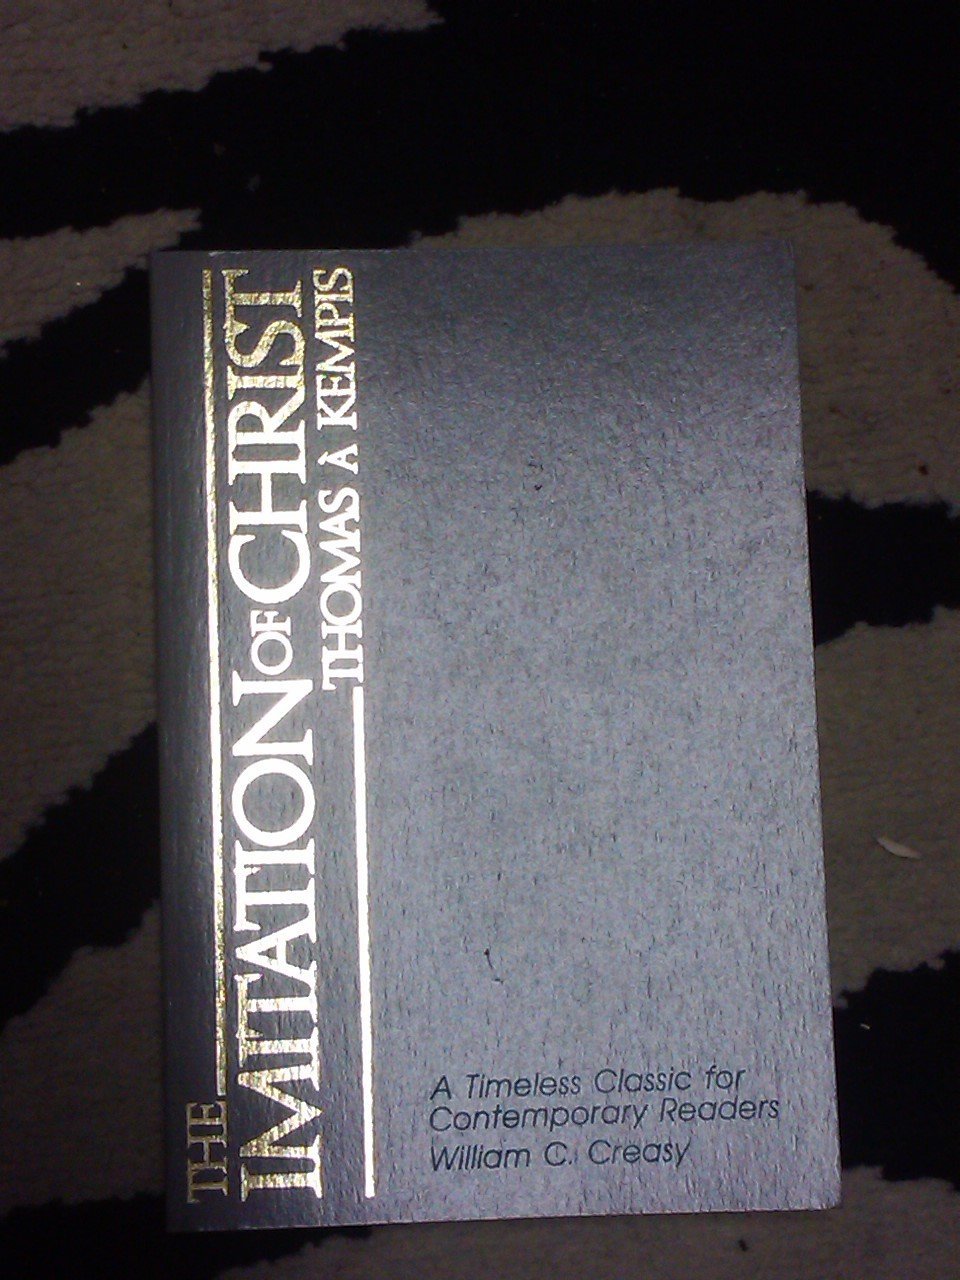 THE
IMITATION OF CHRIST
THOMAS À KEMPIS
A Timeless Classic for
Contemporary Readers
William C. Creasy